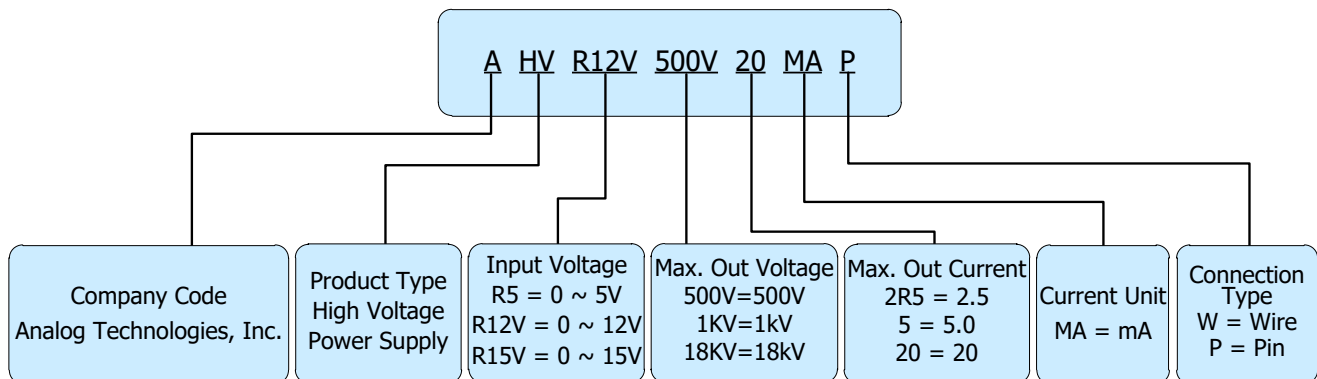 A HV R12V 500V 20 MA P
Company Code
Analog Technologies, Inc.
Product Type
High Voltage
Power Supply
Input Voltage
R5 = 0 ~ 5V
R12V = 0 ~ 12V
R15V = 0 ~ 15V
Max. Out Voltage
500V=500V
1KV=1kV
18KV=18kV
Max. Out Current
2R5 = 2.5
5 = 5.0
20 = 20
Current Unit
MA = mA
Connection
Type
W = Wire
P = Pin